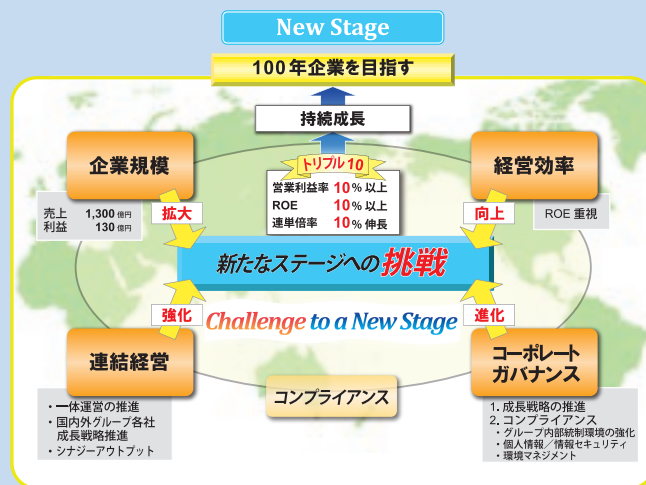 New Stage
100年企業を目指す
持続成長
トリプル10
営業利益率 10%以上
ROE 10%以上
連単倍率 10%伸長
企業規模
売上 1,300億円
利益 130億円
拡大
経営効率
ROE 重視
向上
新たなステージへの挑戦
Challenge to a New Stage
強化
連結経営
・一体運営の推進
・国内外グループ各社
成長戦略推進
・シナジーアウトプット
コンプライアンス
進化
コーポレート
ガバナンス
1. 成長戦略の推進
2. コンプライアンス
・グループ内部統制環境の強化
・個人情報／情報セキュリティ
・環境マネジメント